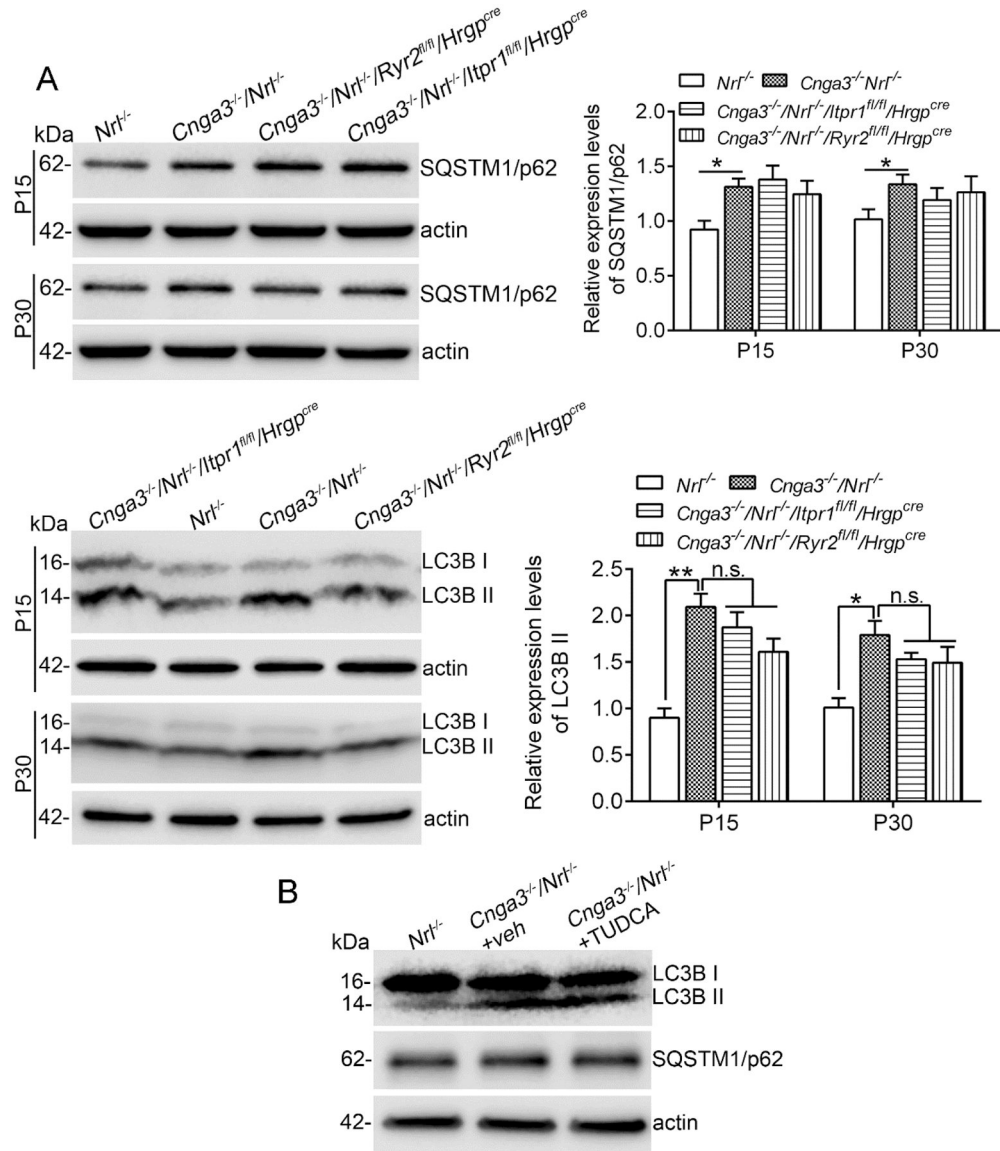 A
kDa
Nrl-/-
Cnga3-/-/Nrl-/-
Cnga3-/-/Nrl-/-/Ryr2fl/fl/Hrgpcre
Cnga3-/-/Nrl-/-/Itpr1fl/fl/Hrgpcre
P15
62- SQSTM1/p62
42- actin
P30
62- SQSTM1/p62
42- actin
Nrl-/- Cnga3-/-Nrl-/-
Cnga3-/-/Nrl-/-/Itpr1fl/fl/Hrgpcre
Cnga3-/-/Nrl-/-/Ryr2fl/fl/Hrgpcre
Relative expression levels
of SQSTM1/p62
2.0
1.5
1.0
0.5
0.0
* *
P15 P30
kDa
Cnga3-/-/Nrl-/-/Itpr1fl/fl/Hrgpcre
Nrl-/-
Cnga3-/-/Nrl-/-
Cnga3-/-/Nrl-/-/Ryr2fl/fl/Hrgpcre
P15
16- LC3B I
14- LC3B II
42- actin
P30
16- LC3B I
14- LC3B II
42- actin
Nrl-/- Cnga3-/-/Nrl-/-
Cnga3-/-/Nrl-/-/Itpr1fl/fl/Hrgpcre
Cnga3-/-/Nrl-/-/Ryr2fl/fl/Hrgpcre
Relative expression levels
of LC3B II
2.5
2.0
1.5
1.0
0.5
0.0
** n.s. * n.s.
P15 P30
B
kDa
Nrl-/-
Cnga3-/-/Nrl-/-
+veh
Cnga3-/-/Nrl-/-
+TUDCA
16- LC3B I
14- LC3B II
62- SQSTM1/p62
42- actin